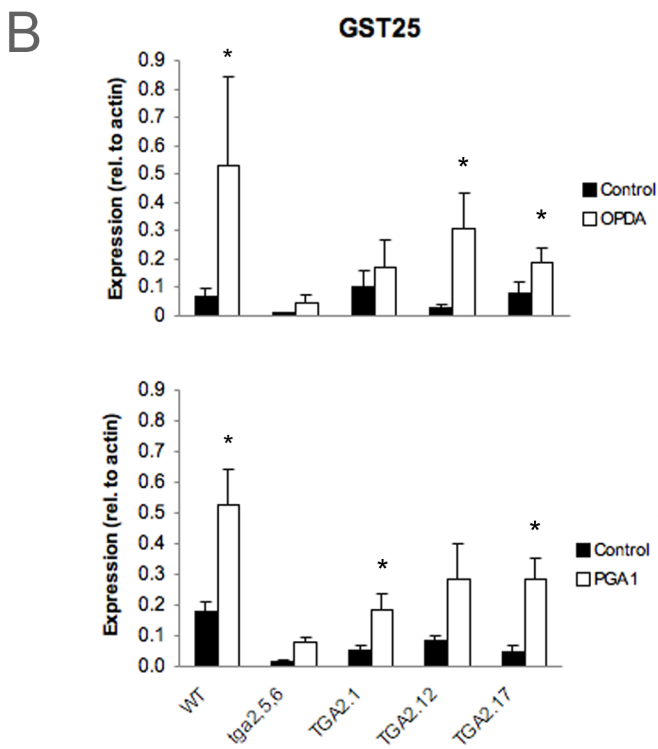 B
GST25
Expression (rel. to actin)
0.9
0.8
0.7
0.6
0.5
0.4
0.3
0.2
0.1
0
*
*
*
Control
OPDA
Expression (rel. to actin)
0.9
0.8
0.7
0.6
0.5
0.4
0.3
0.2
0.1
0.0
*
*
*
Control
PGA1
WT
tga2,5,6
TGA2.1
TGA2.12
TGA2.17